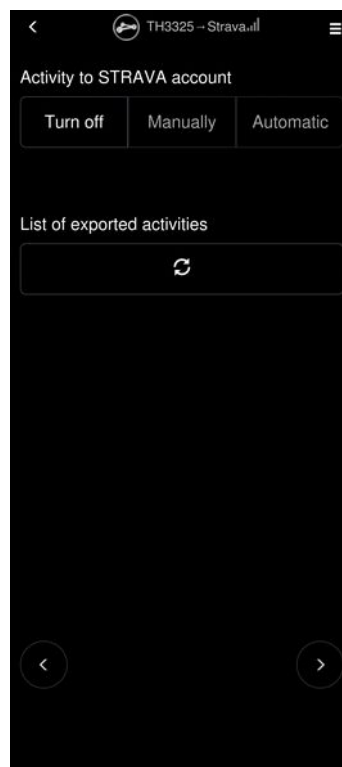 TH3325→Strava
Activity to STRAVA account
Turn off Manually Automatic
List of exported activities